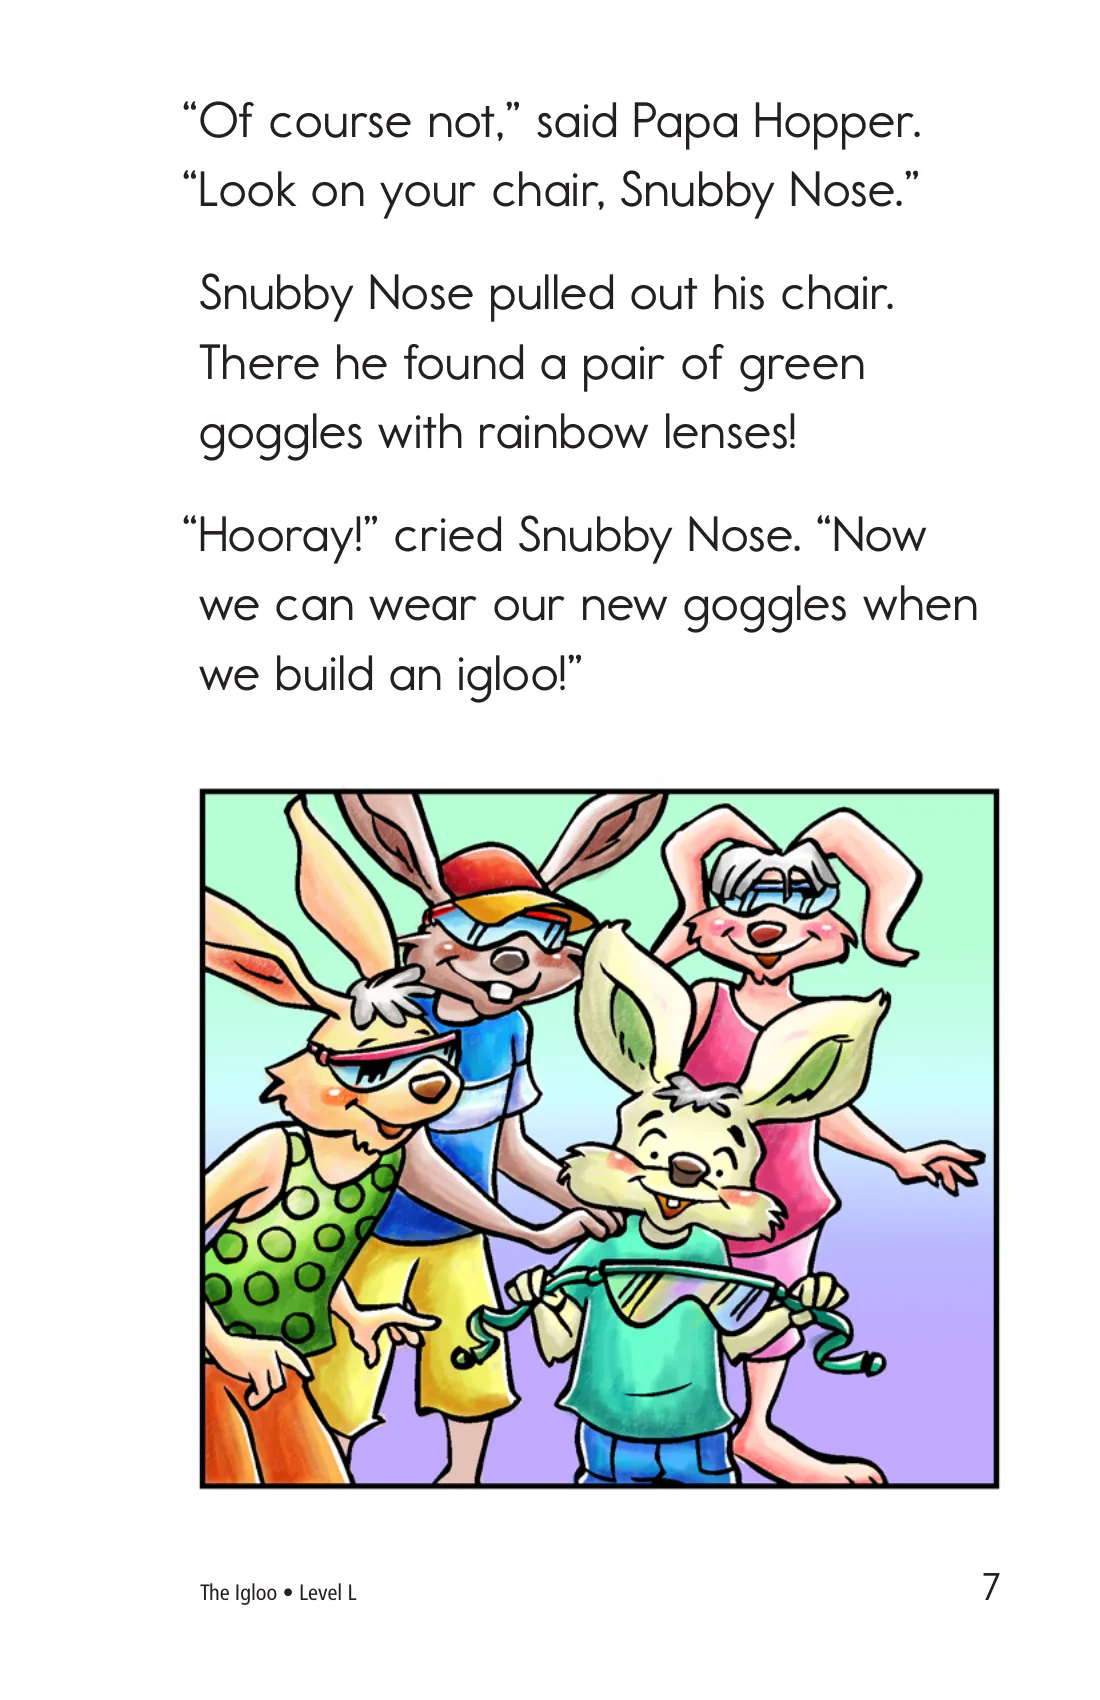 “Of course not,” said Papa Hopper.
“Look on your chair, Snubby Nose.”
Snubby Nose pulled out his chair.
There he found a pair of green
goggles with rainbow lenses!
“Hooray!” cried Snubby Nose. “Now
we can wear our new goggles when
we build an igloo!”
The Igloo • Level L
7